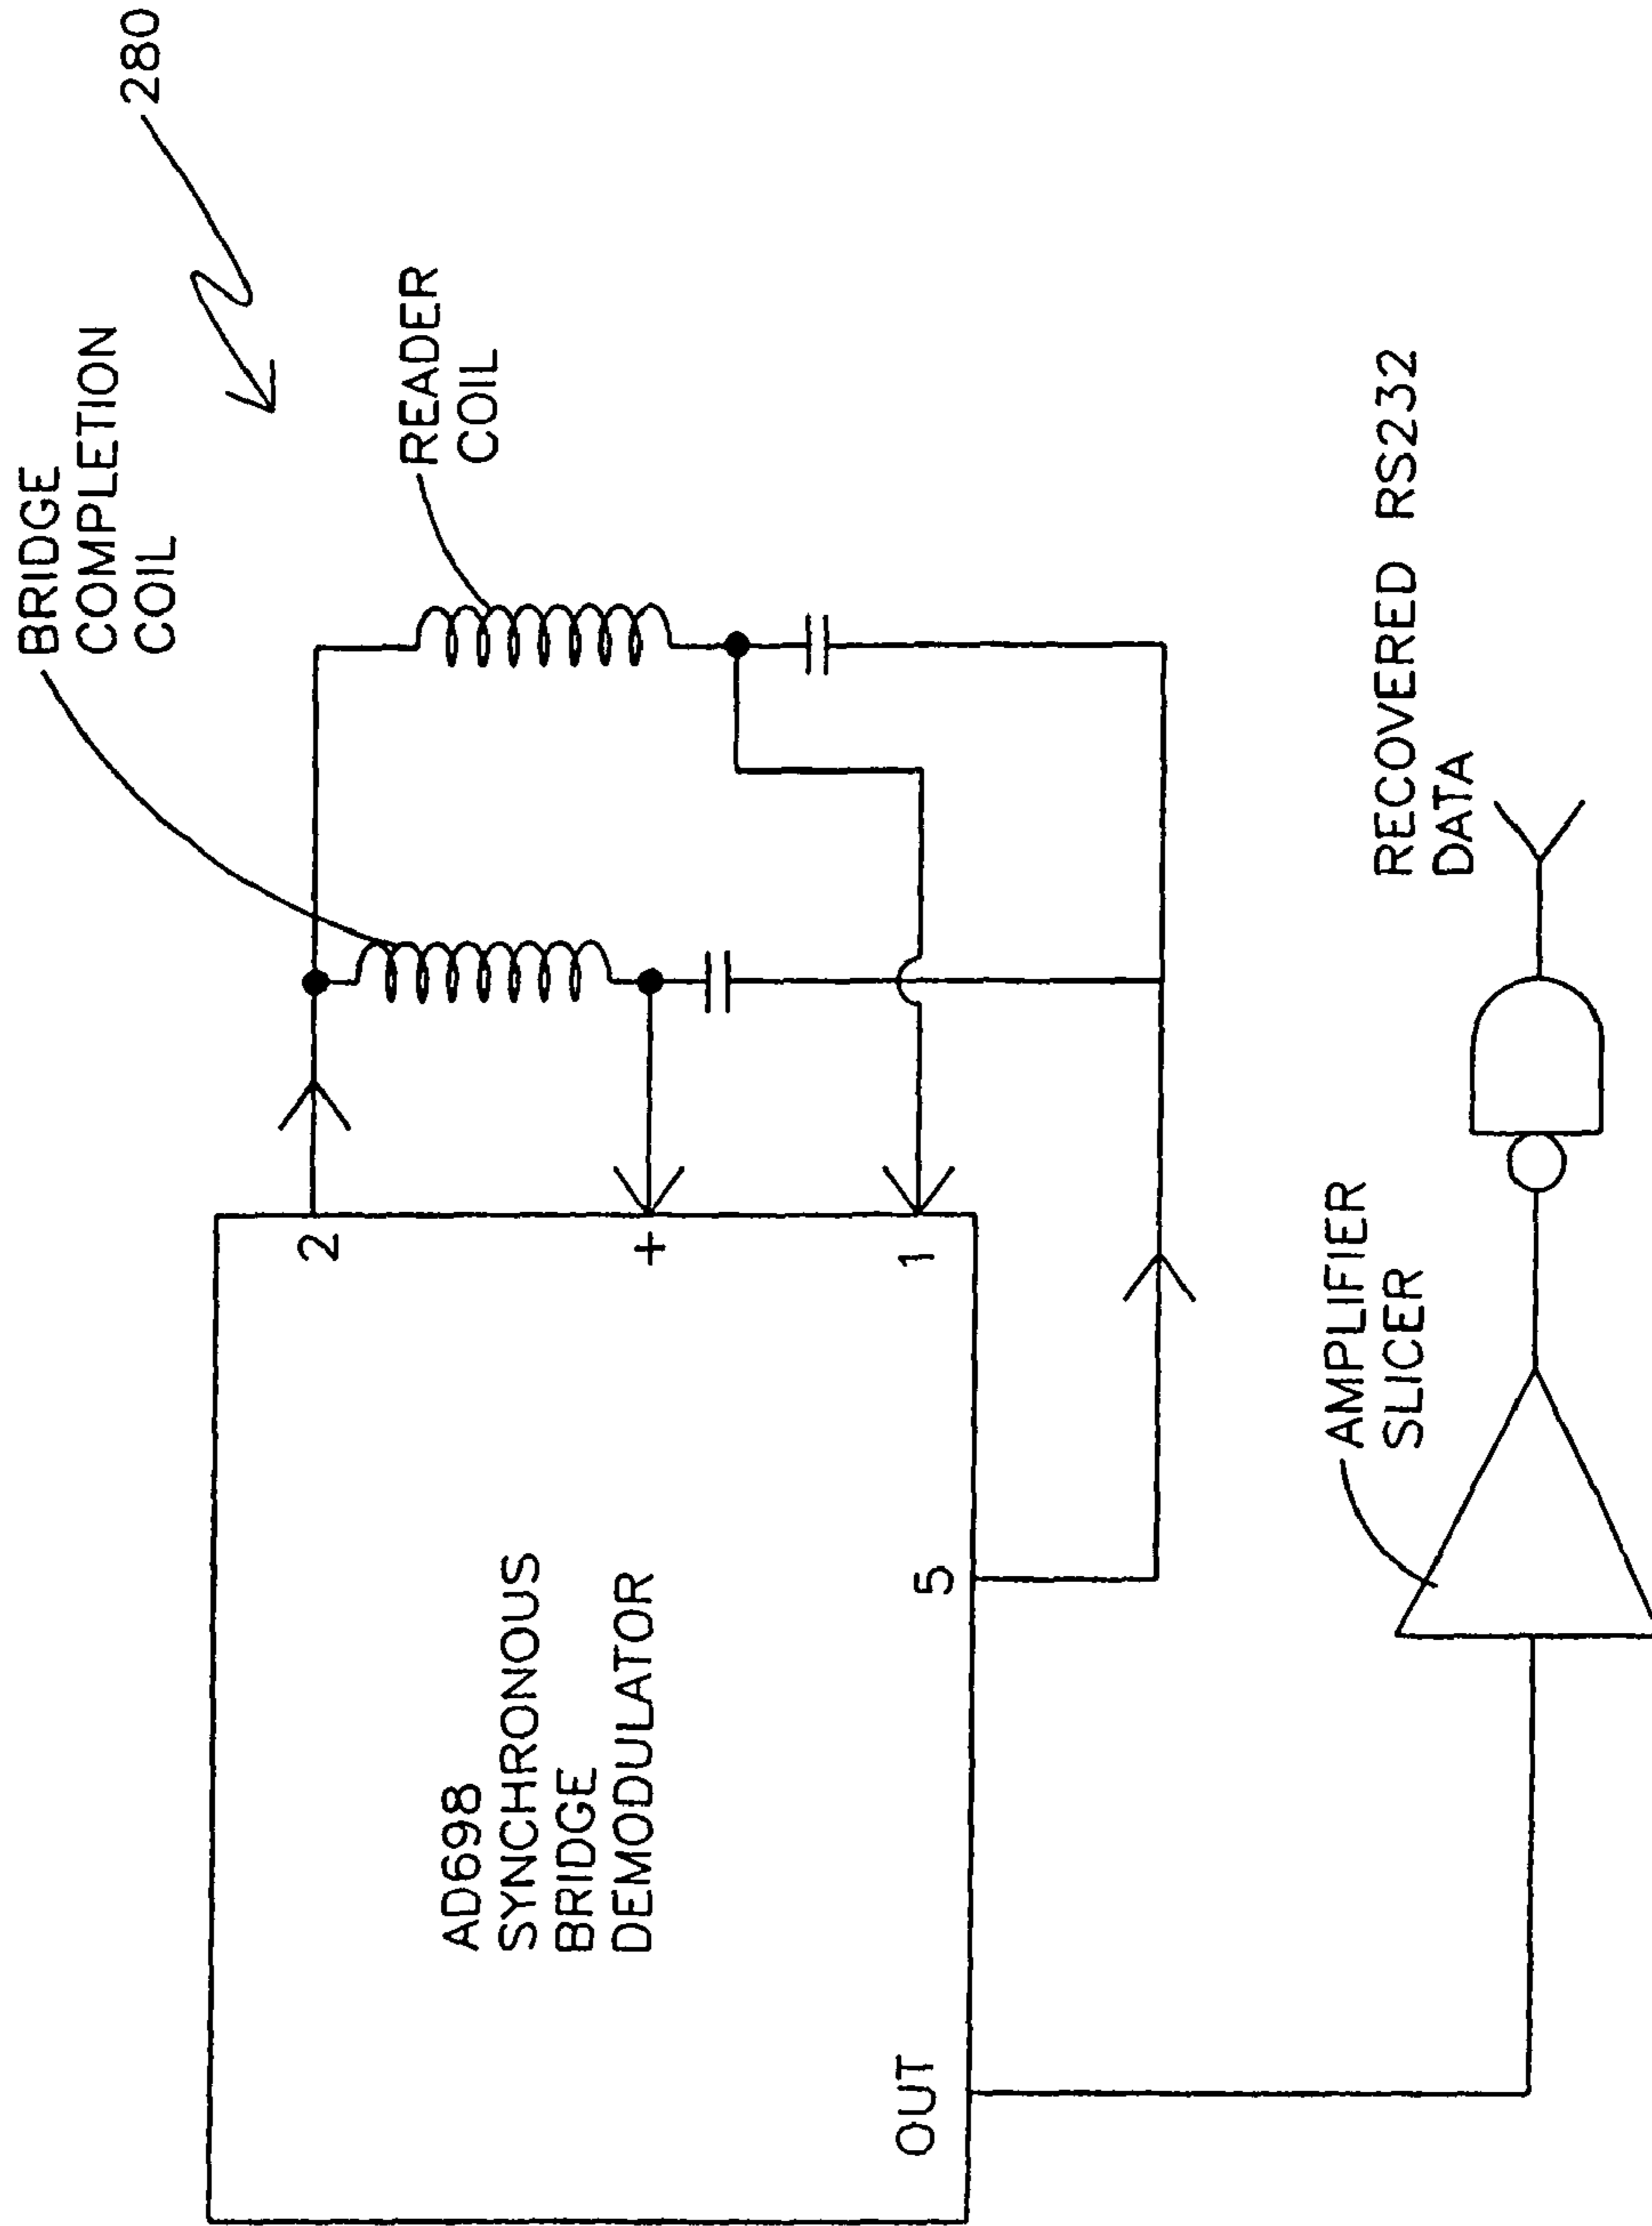 280
BRIDGE
COMPLETION
COIL
READER
COIL
2
+
1
AD698
SYNCHRONOUS
BRIDGE
DEMODULATOR
5
OUT
AMPLIFIER
SLICER
RECOVERED RS232
DATA